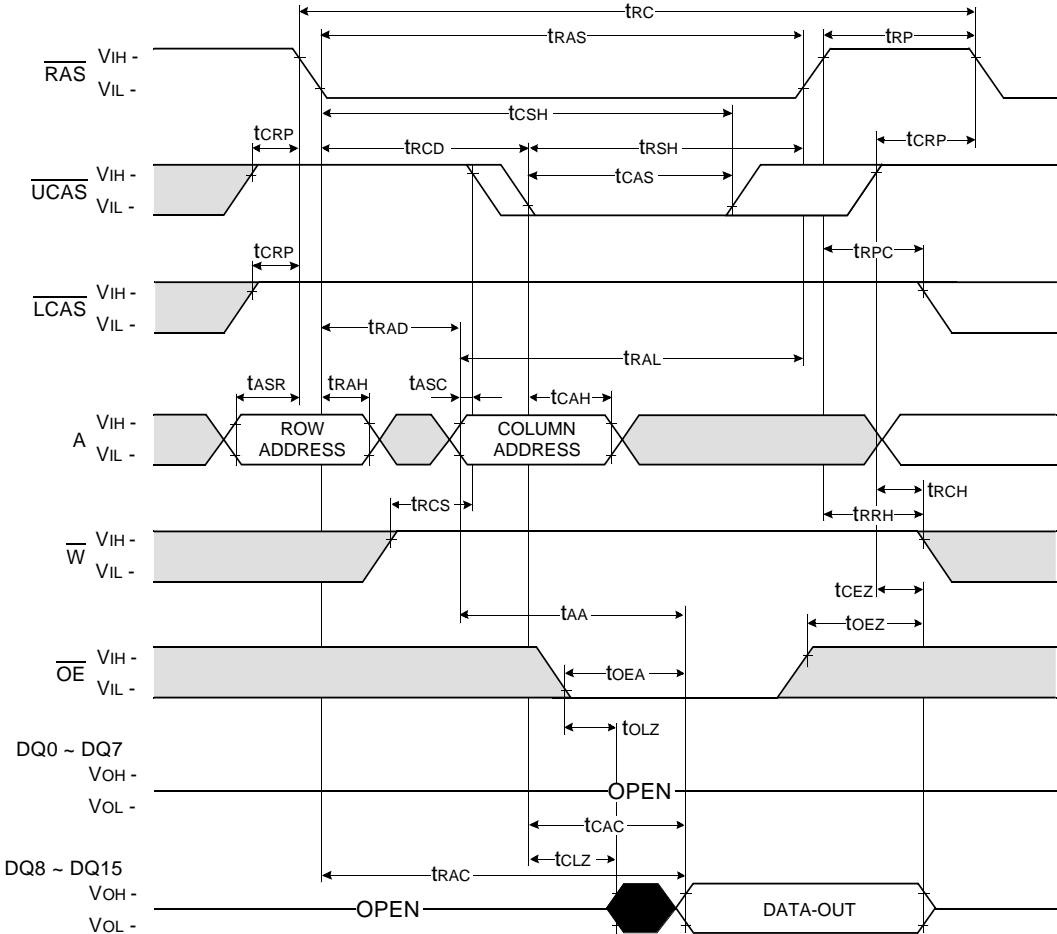 tRC
tRAS tRP
RAS VIH -
VIL -
tCSH
tCRP tRCD tRSH tCRP
UCAS VIH -
VIL -
tCAS
tCRP tRPC
LCAS VIH -
VIL -
tRAD
tRAL
tASR tRAH tASC tCAH
A VIH -
VIL -
ROW
ADDRESS
COLUMN
ADDRESS
tRCS tRCH
tRRH
W VIH -
VIL -
tCEZ
tAA tOEZ
OE VIH -
VIL -
tOEA
tOLZ
DQ0 ~ DQ7
VOH -
VOL -
OPEN
tCAC
tCLZ
tRAC
DQ8 ~ DQ15
VOH -
VOL -
OPEN DATA-OUT